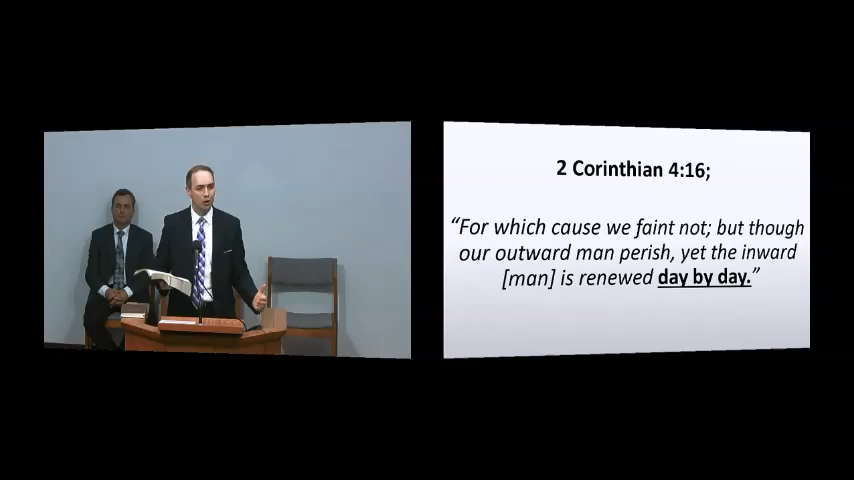 2 Corinthian 4:16;
“For which cause we faint not; but though
our outward man perish, yet the inward
[man] is renewed day by day.”